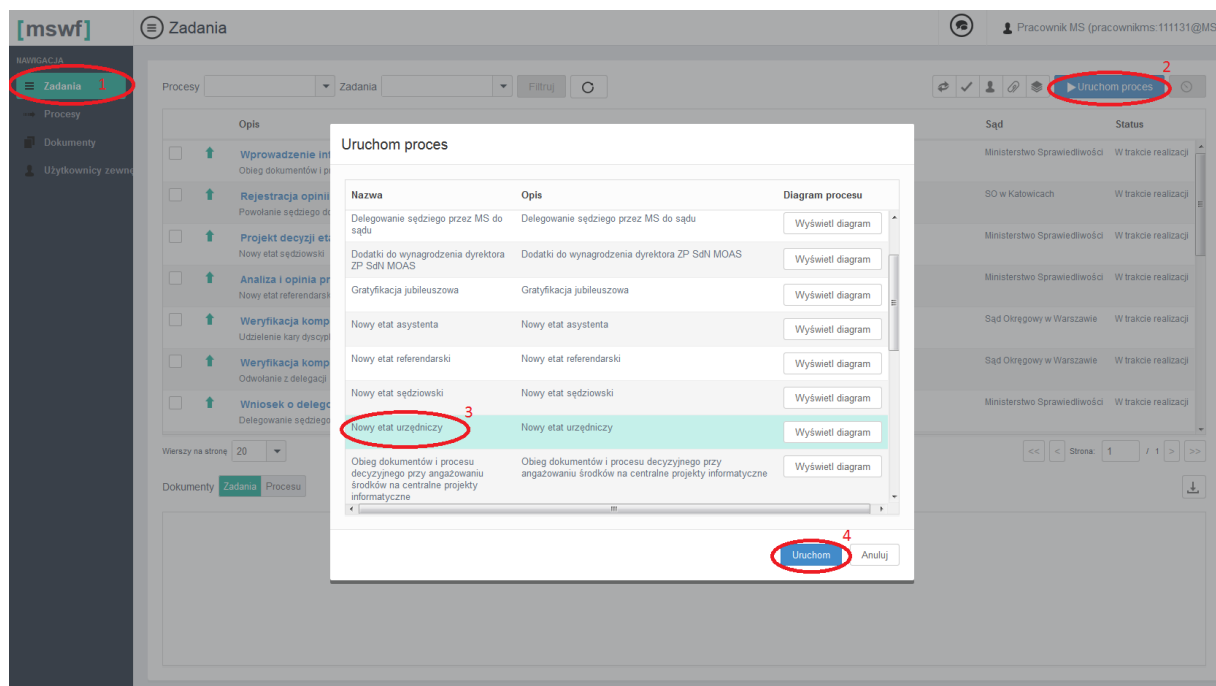 [mswf]
Zadania
Pracownik MS (pracownikms:111131@MS
NAWIGACJA
Zadania 1
Procesy
Dokumenty
Użytkownicy zewnę
Procesy Zadania Filtruj
2
Uruchom proces
Opis Sąd Status
Wprowadzenie int
Obieg dokumentów i p
Ministerstwo Sprawiedliwości W trakcie realizacji
Rejestracja opinii
Powołanie sędziego do
SO w Katowicach W trakcie realizacji
Projekt decyzji eta
Nowy etat sędziowski
Ministerstwo Sprawiedliwości W trakcie realizacji
Analiza i opinia pr
Nowy etat referendarsk
Ministerstwo Sprawiedliwości W trakcie realizacji
Weryfikacja komp
Udzielenie kary dyscypl
Sąd Okręgowy w Warszawie W trakcie realizacji
Weryfikacja komp
Odwołanie z delegacji
Sąd Okręgowy w Warszawie W trakcie realizacji
Wniosek o delego
Delegowanie sędziego
Ministerstwo Sprawiedliwości W trakcie realizacji
Wierszy na stronę 20
<< < Strona: 1 / 1 > >>
Dokumenty Zadania Procesu
Uruchom proces
Nazwa Opis Diagram procesu
Delegowanie sędziego przez MS do
sądu
Delegowanie sędziego przez MS do sądu
Wyświetl diagram
Dodatki do wynagrodzenia dyrektora
ZP SdN MOAS
Dodatki do wynagrodzenia dyrektora ZP SdN MOAS
Wyświetl diagram
Gratyfikacja jubileuszowa Gratyfikacja jubileuszowa Wyświetl diagram
Nowy etat asystenta Nowy etat asystenta Wyświetl diagram
Nowy etat referendarski Nowy etat referendarski Wyświetl diagram
Nowy etat sędziowski Nowy etat sędziowski Wyświetl diagram
3
Nowy etat urzędniczy Nowy etat urzędniczy Wyświetl diagram
Obieg dokumentów i procesu
decyzyjnego przy angażowaniu
środków na centralne projekty
informatyczne
Obieg dokumentów i procesu decyzyjnego przy
angażowaniu środków na centralne projekty informatyczne
Wyświetl diagram
4
Uruchom Anuluj